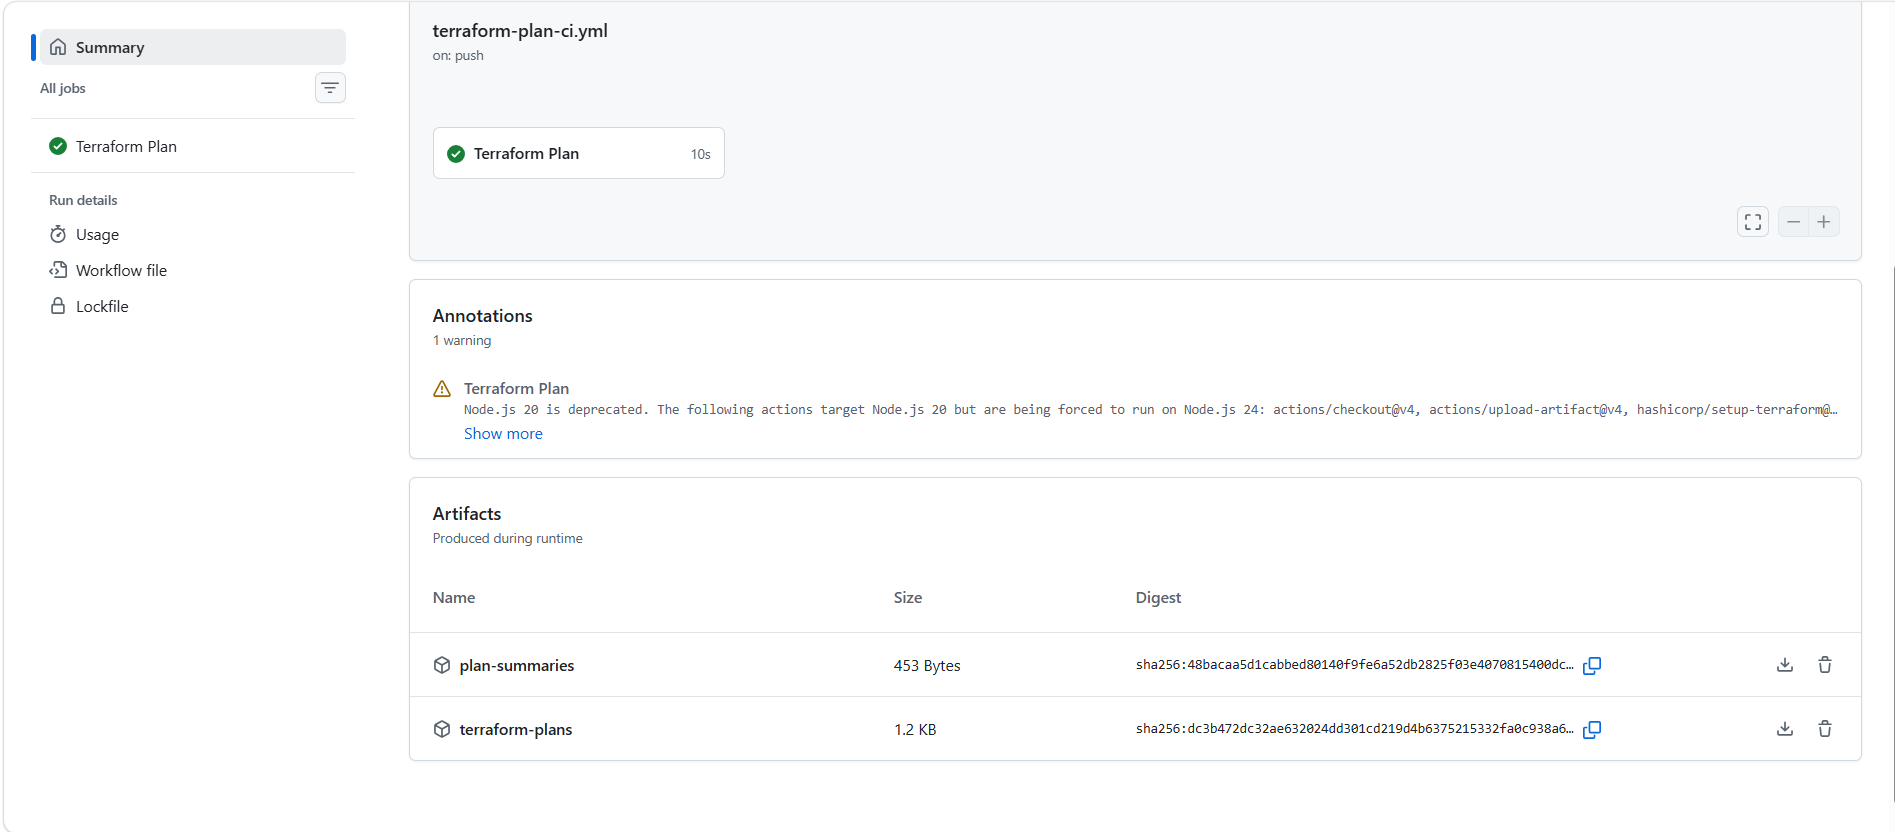 Summary
All jobs
Terraform Plan
Run details
Usage
Workflow file
Lockfile
terraform-plan-ci.yml
on: push
Terraform Plan 10s
Annotations
1 warning
Terraform Plan
Node.js 20 is deprecated. The following actions target Node.js 20 but are being forced to run on Node.js 24: actions/checkout@v4, actions/upload-artifact@v4, hashicorp/setup-terraform@…
Show more
Artifacts
Produced during runtime
Name Size Digest
plan-summaries 453 Bytes sha256:48bacaa5d1cabbed80140f9fe6a52db2825f03e4070815400dc…
terraform-plans 1.2 KB sha256:dc3b472dc32ae632024dd301cd219d4b6375215332fa0c938a6…